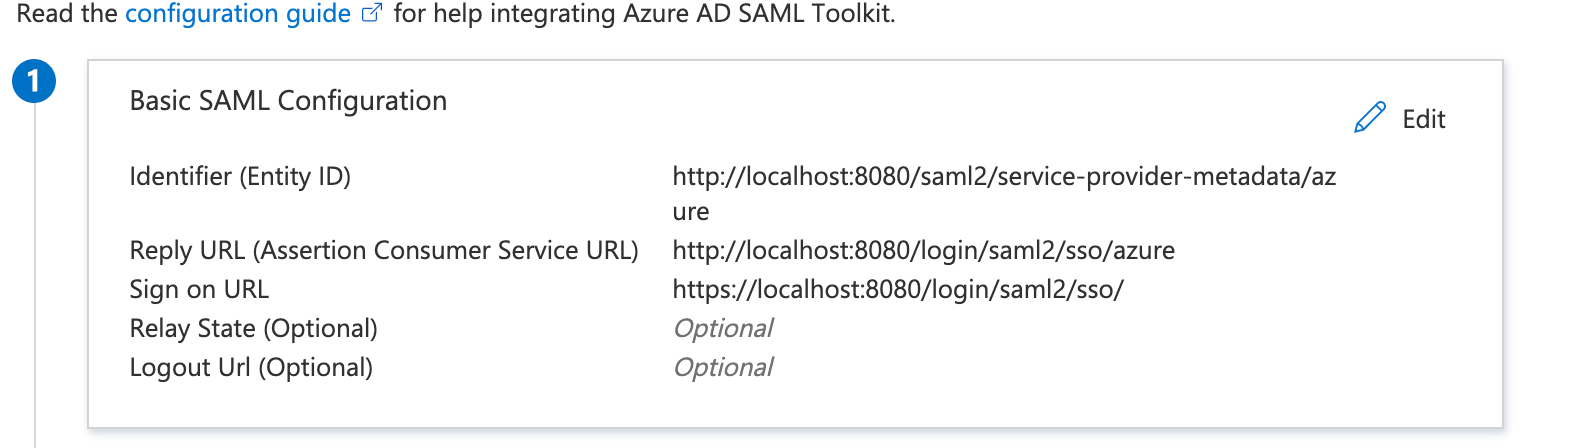 Read the configuration guide for help integrating Azure AD SAML Toolkit.
1
Basic SAML Configuration
Edit
Identifier (Entity ID) http://localhost:8080/saml2/service-provider-metadata/az
ure
Reply URL (Assertion Consumer Service URL) http://localhost:8080/login/saml2/sso/azure
Sign on URL https://localhost:8080/login/saml2/sso/
Relay State (Optional) Optional
Logout Url (Optional) Optional